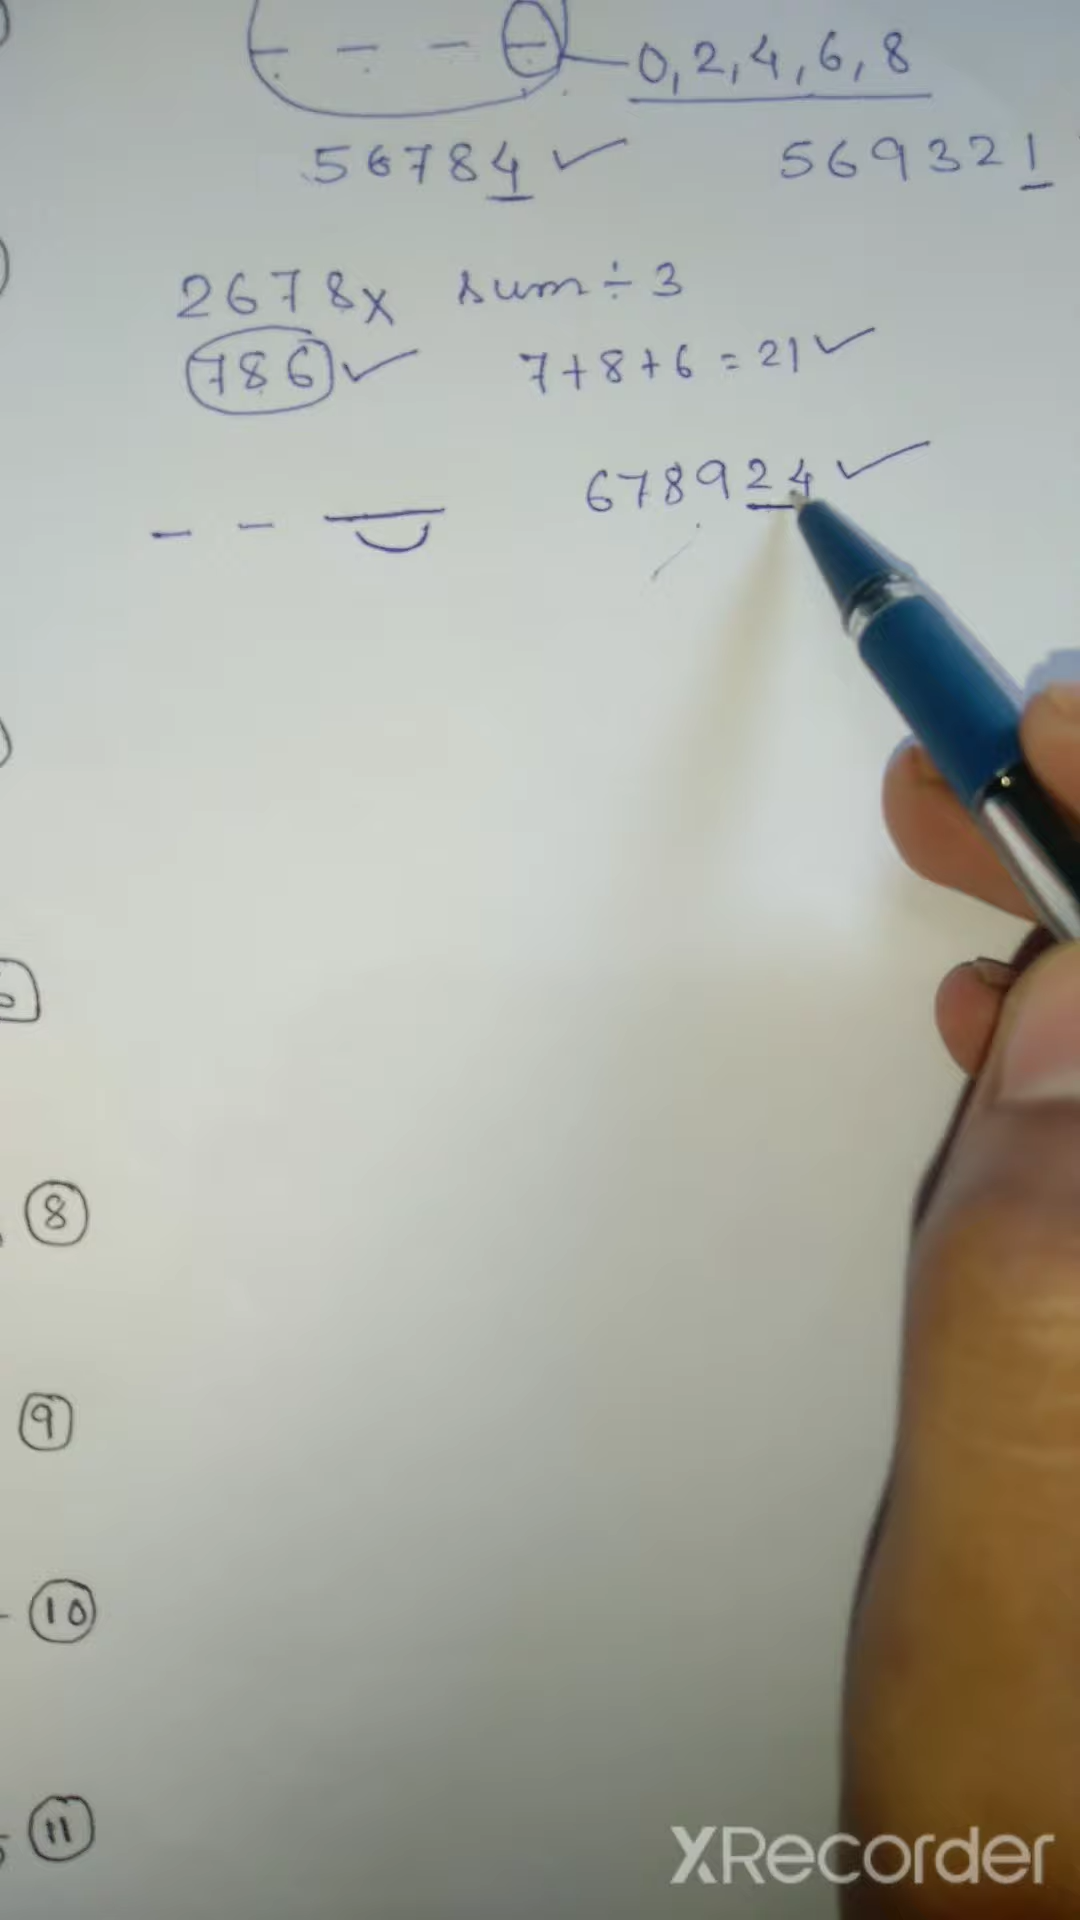 0, 2, 4, 6, 8
56784 ✓ 569321
2678x sum ÷ 3
786 ✓ 7+8+6 = 21 ✓
678924 ✓
8
9
10
11
XRecorder